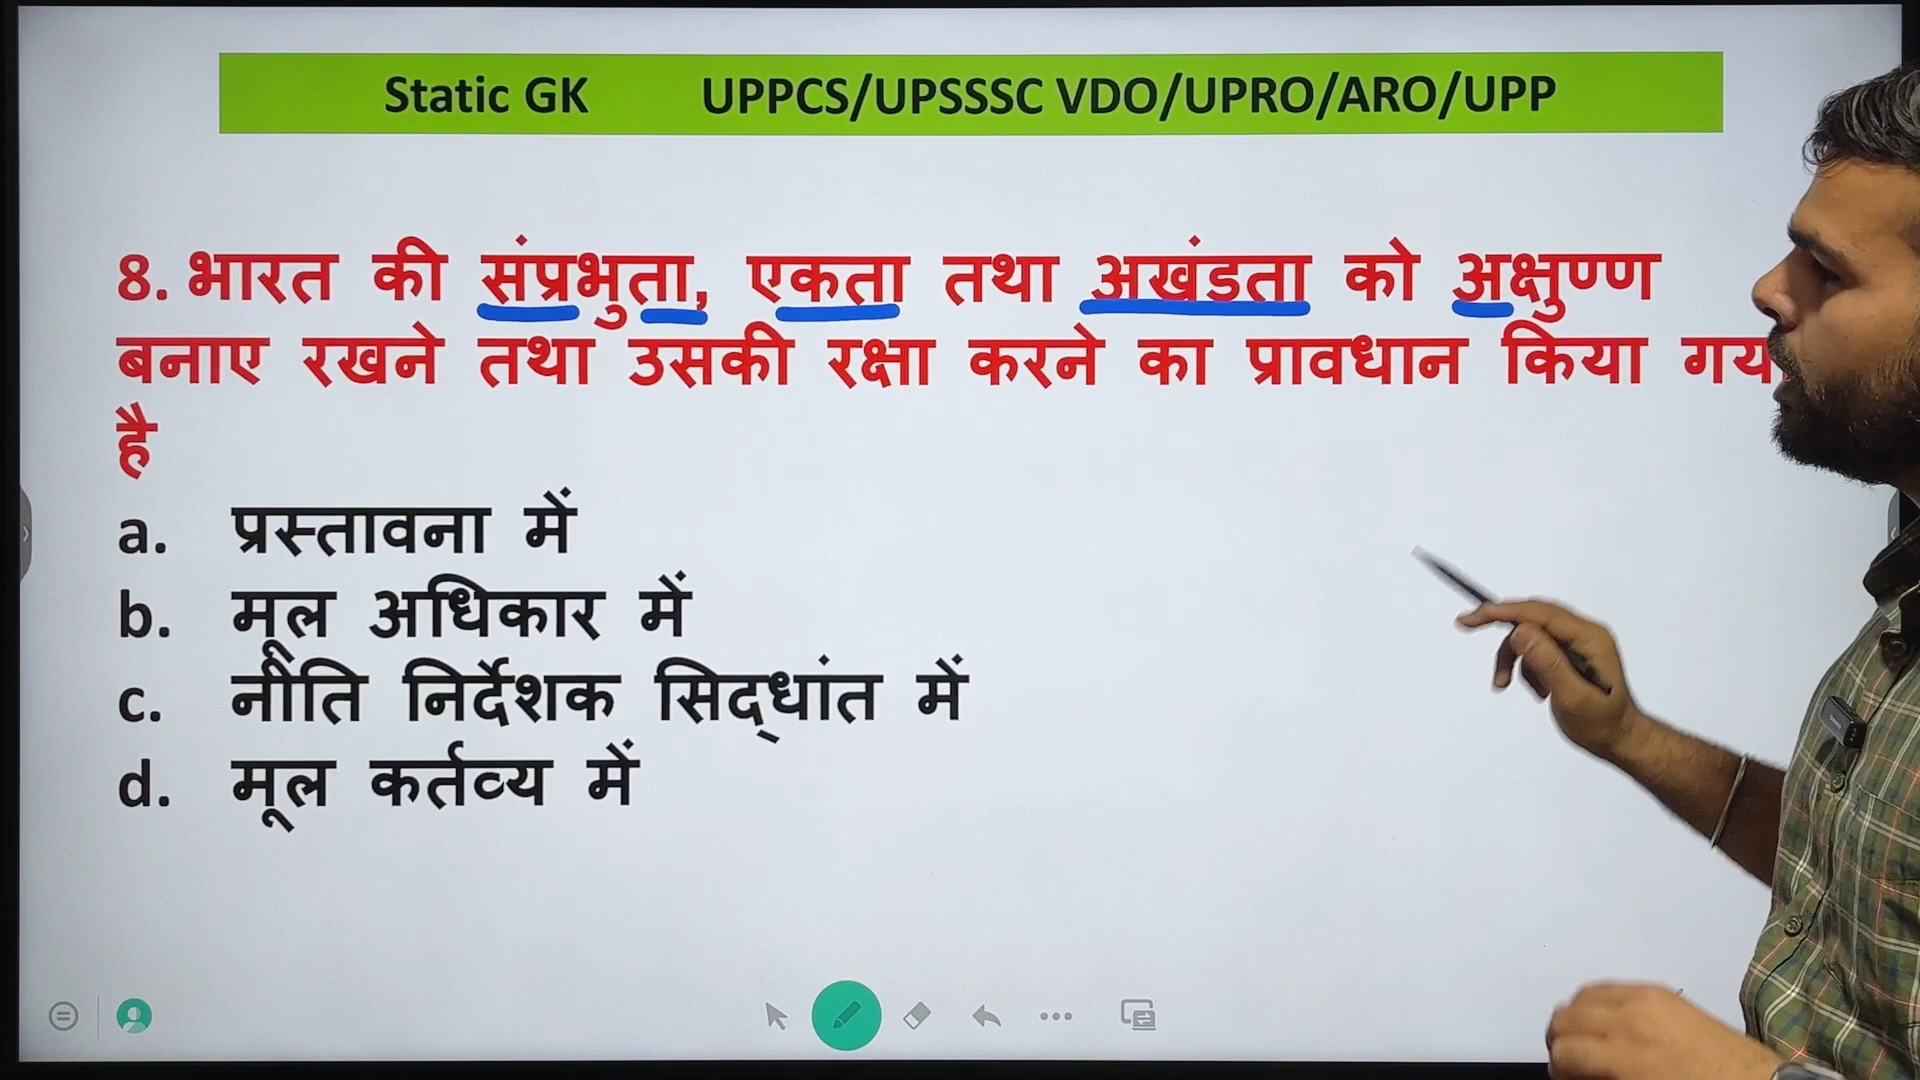 Static GK UPPCS/UPSSSC VDO/UPRO/ARO/UPP
8. भारत की संप्रभुता, एकता तथा अखंडता को अक्षुण्ण
बनाए रखने तथा उसकी रक्षा करने का प्रावधान किया गया
है
a. प्रस्तावना में
b. मूल अधिकार में
c. नीति निर्देशक सिद्धांत में
d. मूल कर्तव्य में